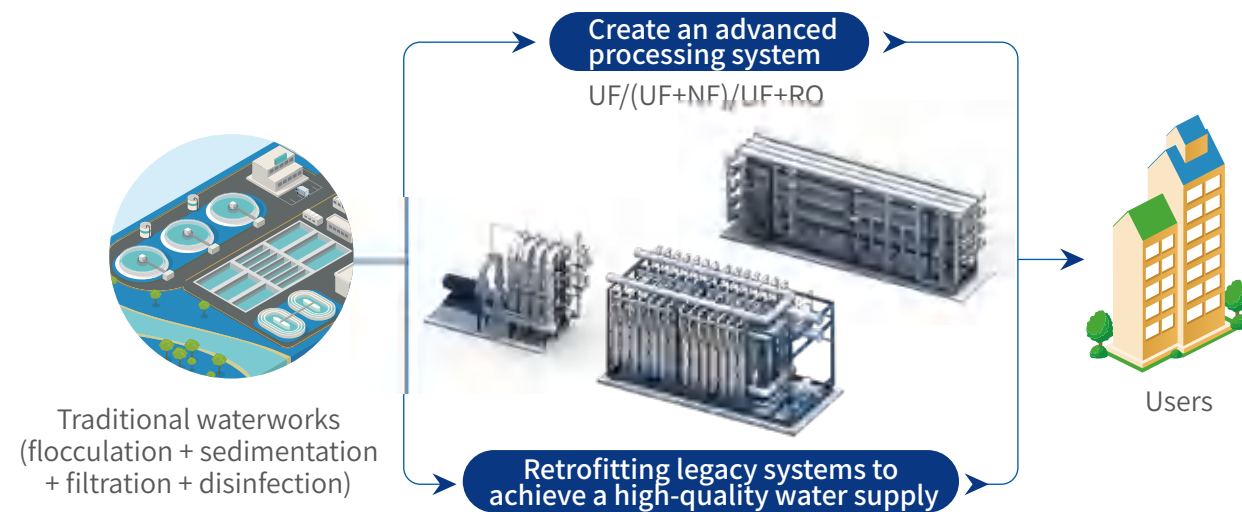 Create an advanced
processing system
UF/(UF+NF)/UF+RO
Traditional waterworks
(flocculation + sedimentation
+ filtration + disinfection)
Users
Retrofitting legacy systems to
achieve a high-quality water supply